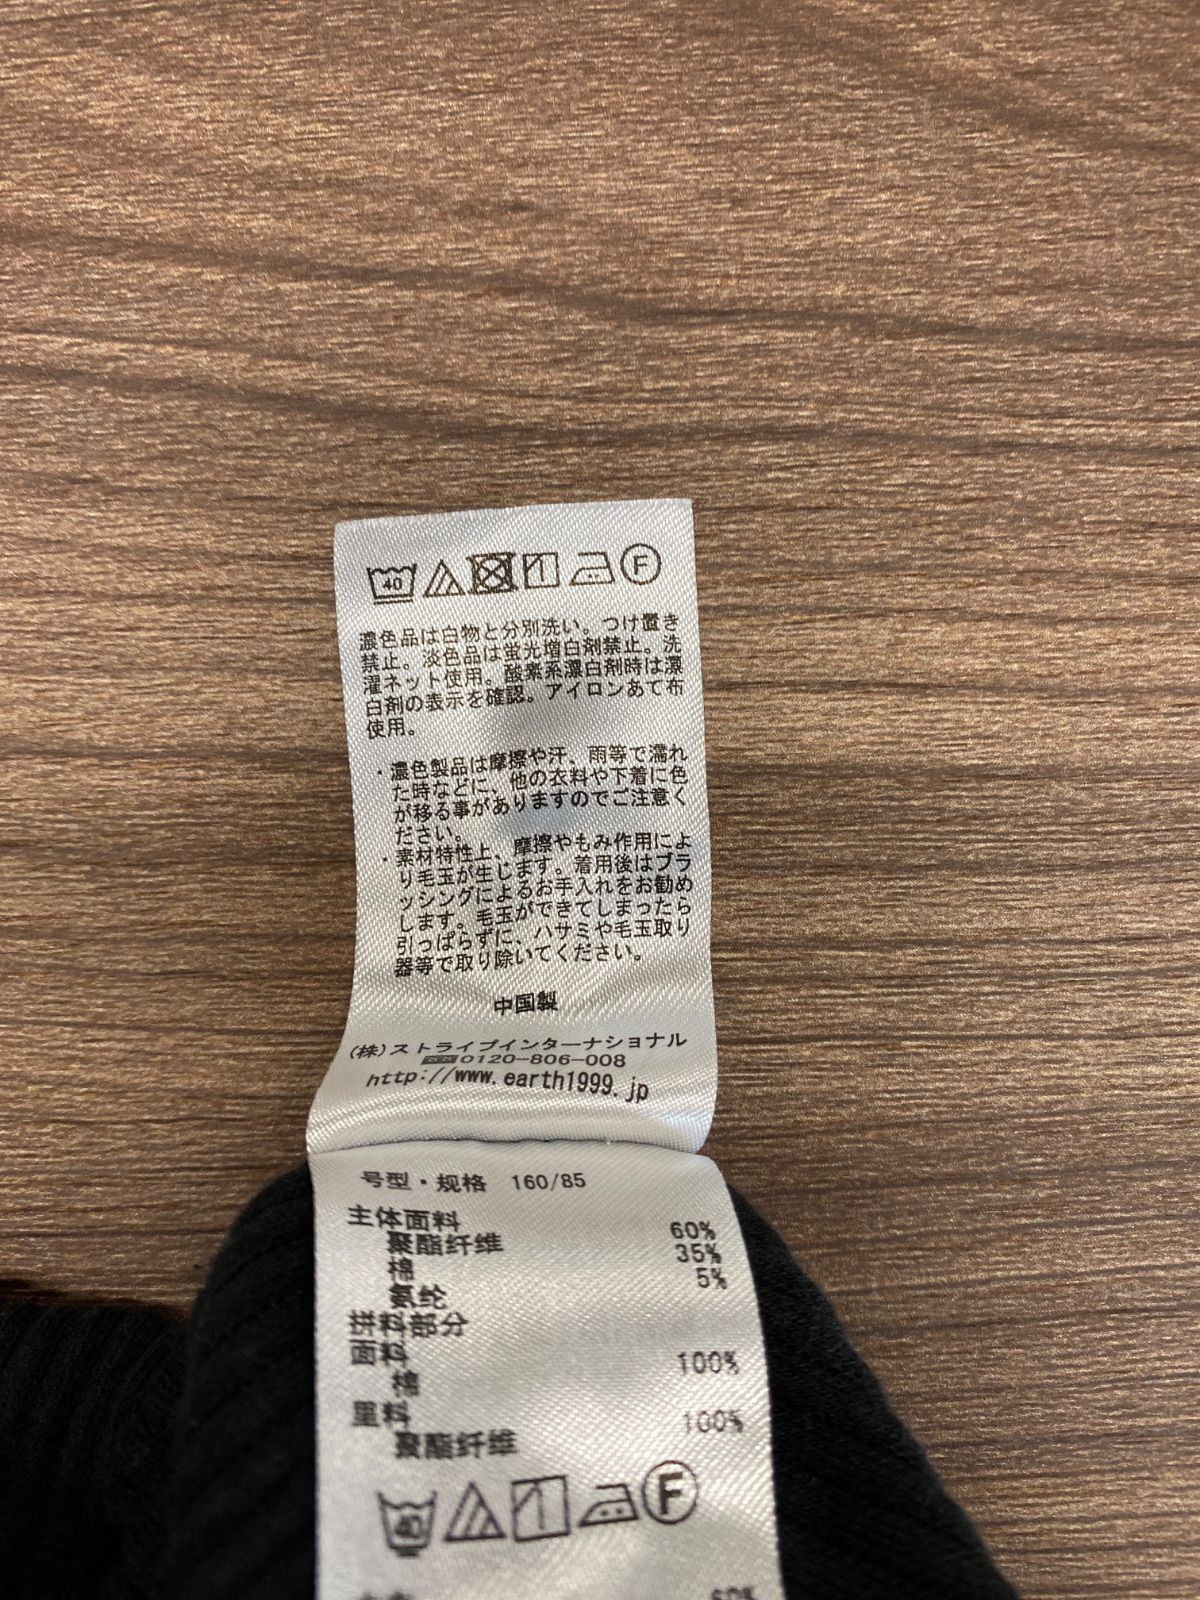 40 F
濃色品は白物と分別洗い。つけ置き
禁止。淡色品は蛍光増白剤禁止。洗
濯ネット使用。酸素系漂白剤時は漂
白剤の表示を確認。アイロンあて布
使用。
・濃色製品は摩擦や汗、雨等で濡れ
た時などに、他の衣料や下着に色
が移る事がありますのでご注意く
ださい。
・素材特性上、摩擦やもみ作用によ
り毛玉が生じます。着用後はブラ
ッシングによるお手入れをお勧め
します。毛玉ができてしまったら
引っぱらずに、ハサミや毛玉取り
器等で取り除いてください。
中国製
(株)ストライプインターナショナル
0120-806-008
http://www.earth1999.jp
号型・规格 160/85
主体面料
聚酯纤维 60%
棉 35%
氨纶 5%
拼料部分
面料
棉 100%
里料
聚酯纤维 100%
40 F
60%